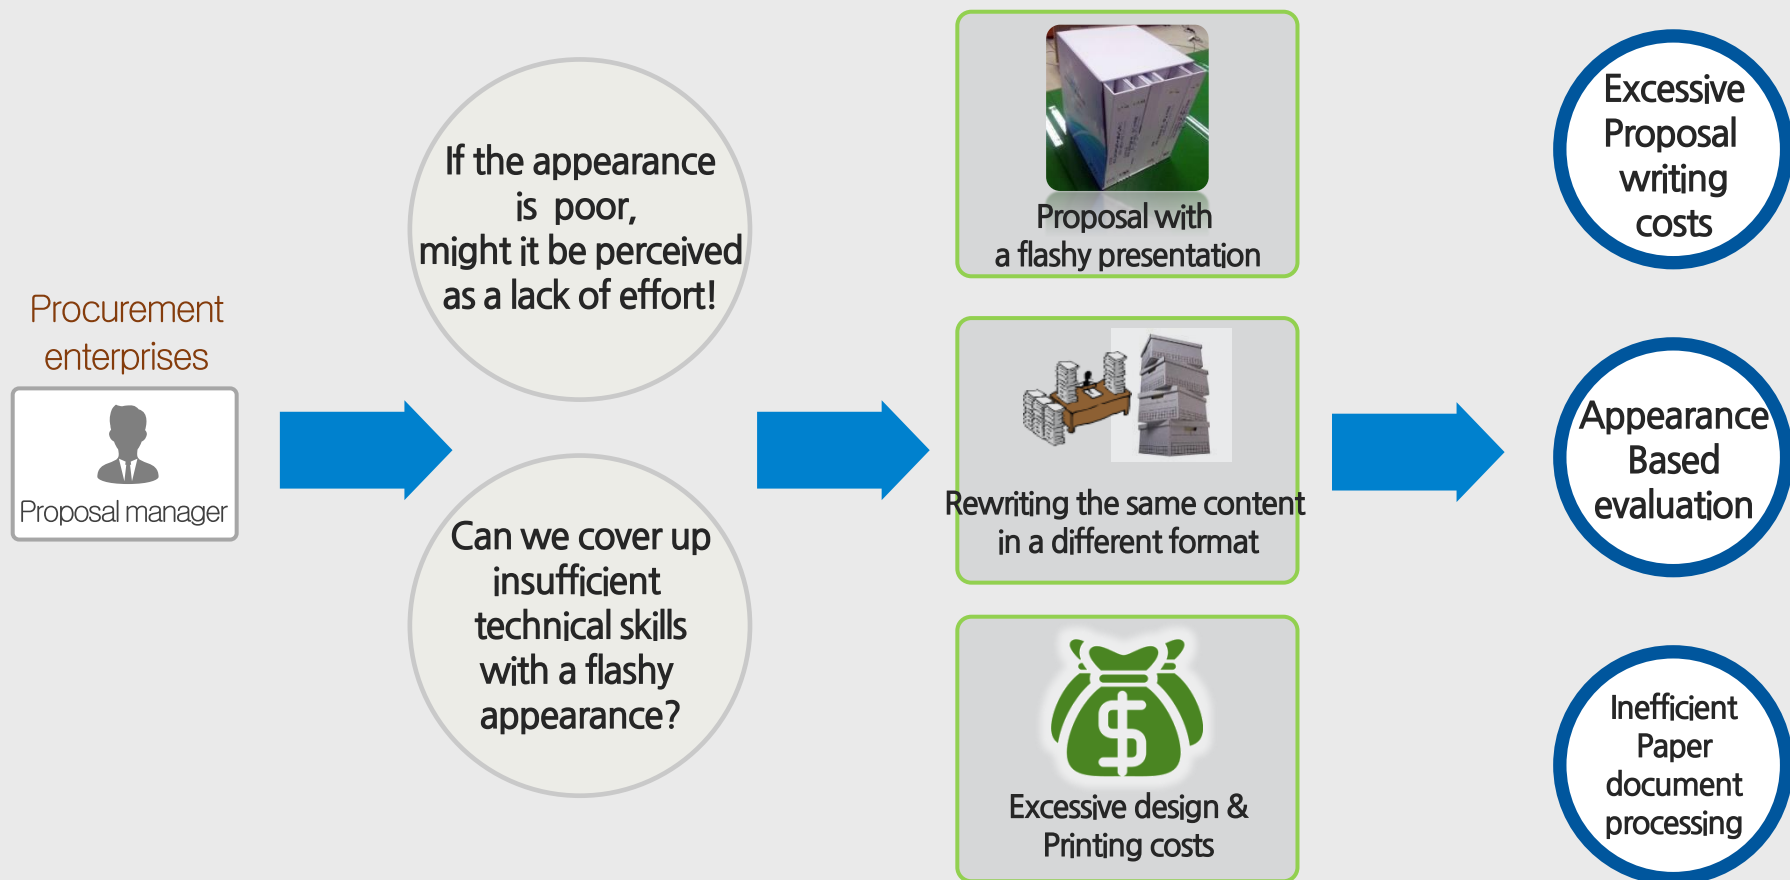 Procurement
enterprises
Proposal manager
If the appearance
is poor,
might it be perceived
as a lack of effort!
Can we cover up
insufficient
technical skills
with a flashy
appearance?
Proposal with
a flashy presentation
Rewriting the same content
in a different format
Excessive design &
Printing costs
Excessive
Proposal
writing
costs
Appearance
Based
evaluation
Inefficient
Paper
document
processing